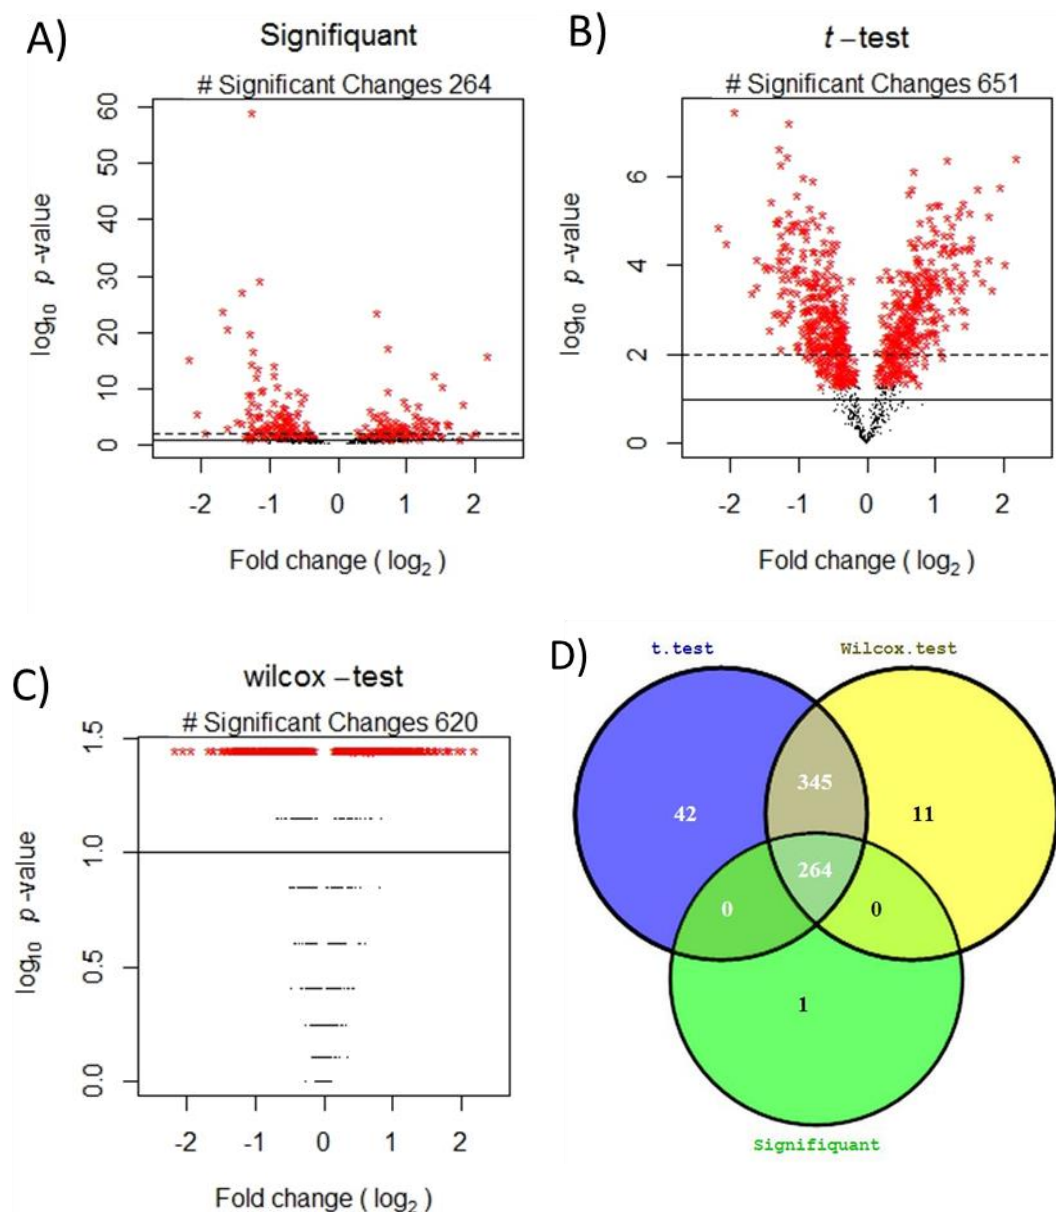 A)
Signifiquant
# Significant Changes 264
60
50
40
30
20
10
0
log10 p -value
-2 -1 0 1 2
Fold change ( log2 )
B)
t –test
# Significant Changes 651
6
4
2
0
log10 p -value
-2 -1 0 1 2
Fold change ( log2 )
C)
wilcox –test
# Significant Changes 620
1.5
1.0
0.5
0.0
log10 p -value
-2 -1 0 1 2
Fold change ( log2 )
D)
t.test Wilcox.test
345
42 11
264
0 0
1
Signifiquant